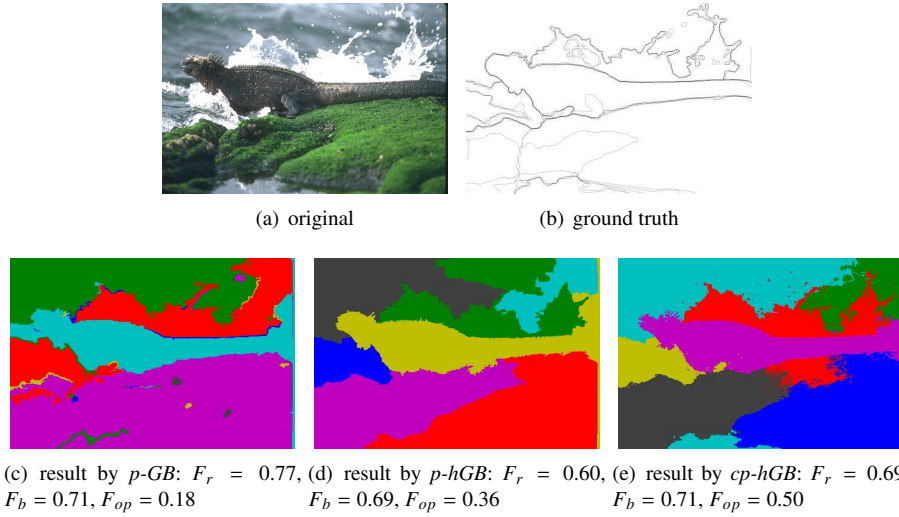 (a) original
(b) ground truth
(c) result by p-GB: F_r = 0.77,
F_b = 0.71, F_op = 0.18
(d) result by p-hGB: F_r = 0.60,
F_b = 0.69, F_op = 0.36
(e) result by cp-hGB: F_r = 0.69
F_b = 0.71, F_op = 0.50